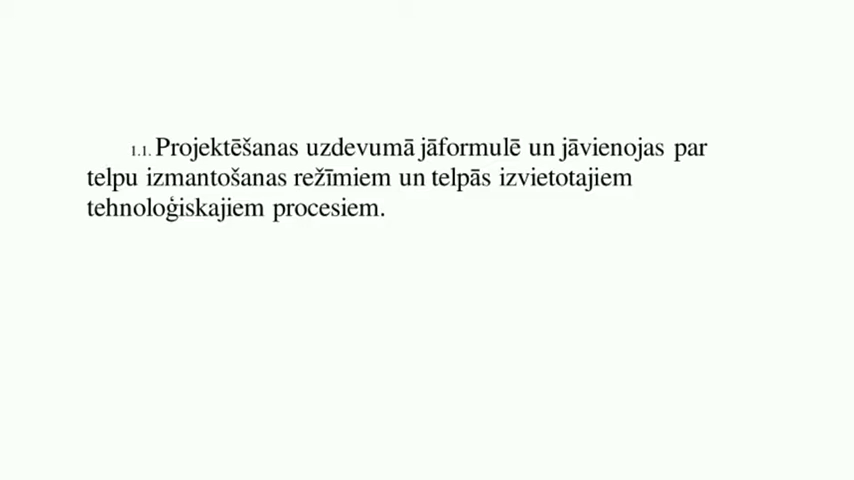 1.1. Projektēšanas uzdevumā jāformulē un jāvienojas par
telpu izmantošanas režīmiem un telpās izvietotajiem
tehnoloģiskajiem procesiem.